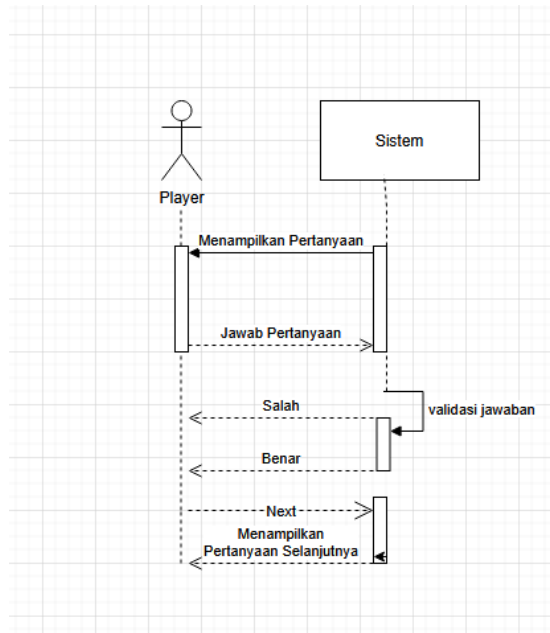 Sistem
Player
Menampilkan Pertanyaan
Jawab Pertanyaan
Salah
validasi jawaban
Benar
Next
Menampilkan
Pertanyaan Selanjutnya